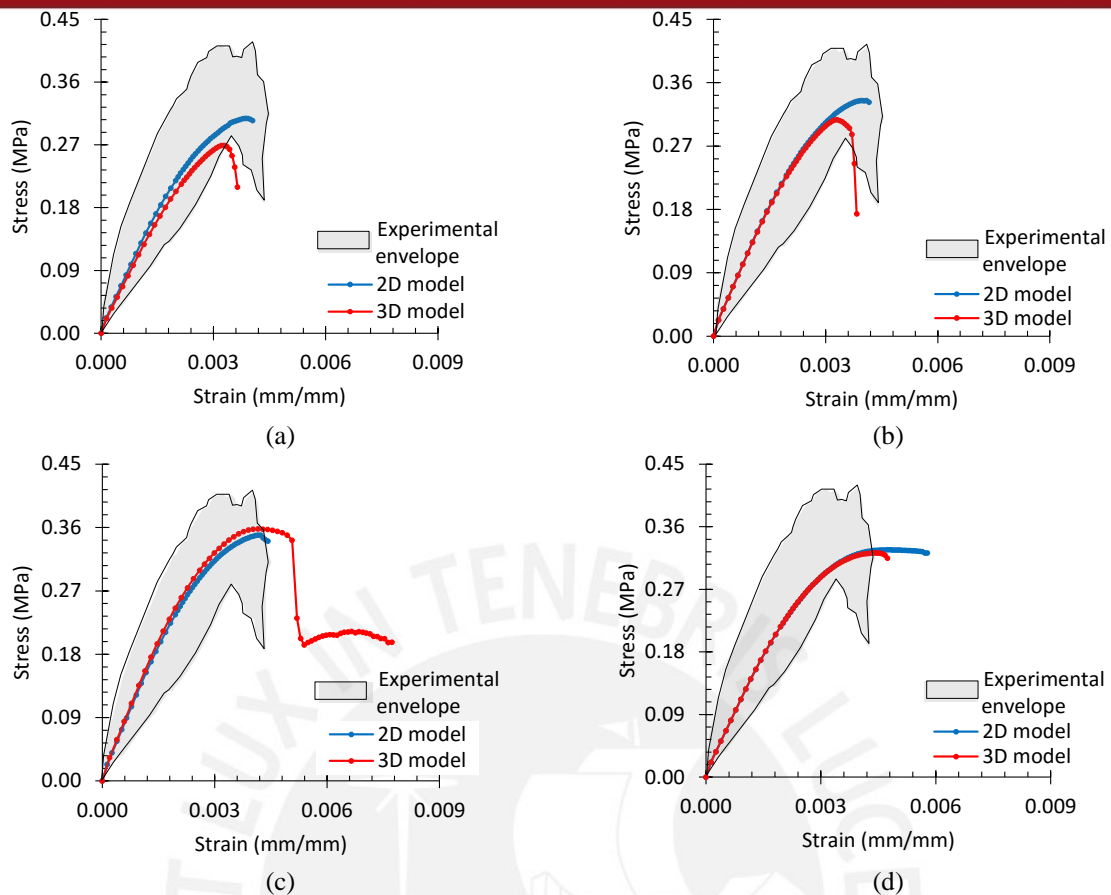 0.45
0.36
0.27
0.18
0.09
0.00
Stress (MPa)
Experimental
envelope
2D model
3D model
0.000
0.003
0.006
0.009
Strain (mm/mm)
(a)
0.45
0.36
0.27
0.18
0.09
0.00
Stress (MPa)
Experimental
envelope
2D model
3D model
0.000
0.003
0.006
0.009
Strain (mm/mm)
(b)
0.45
0.36
0.27
0.18
0.09
0.00
Stress (MPa)
Experimental
envelope
2D model
3D model
0.000
0.003
0.006
0.009
Strain (mm/mm)
(c)
0.45
0.36
0.27
0.18
0.09
0.00
Stress (MPa)
Experimental
envelope
2D model
3D model
0.000
0.003
0.006
0.009
Strain (mm/mm)
(d)
ET LUX IN TENEBRIS LUCET